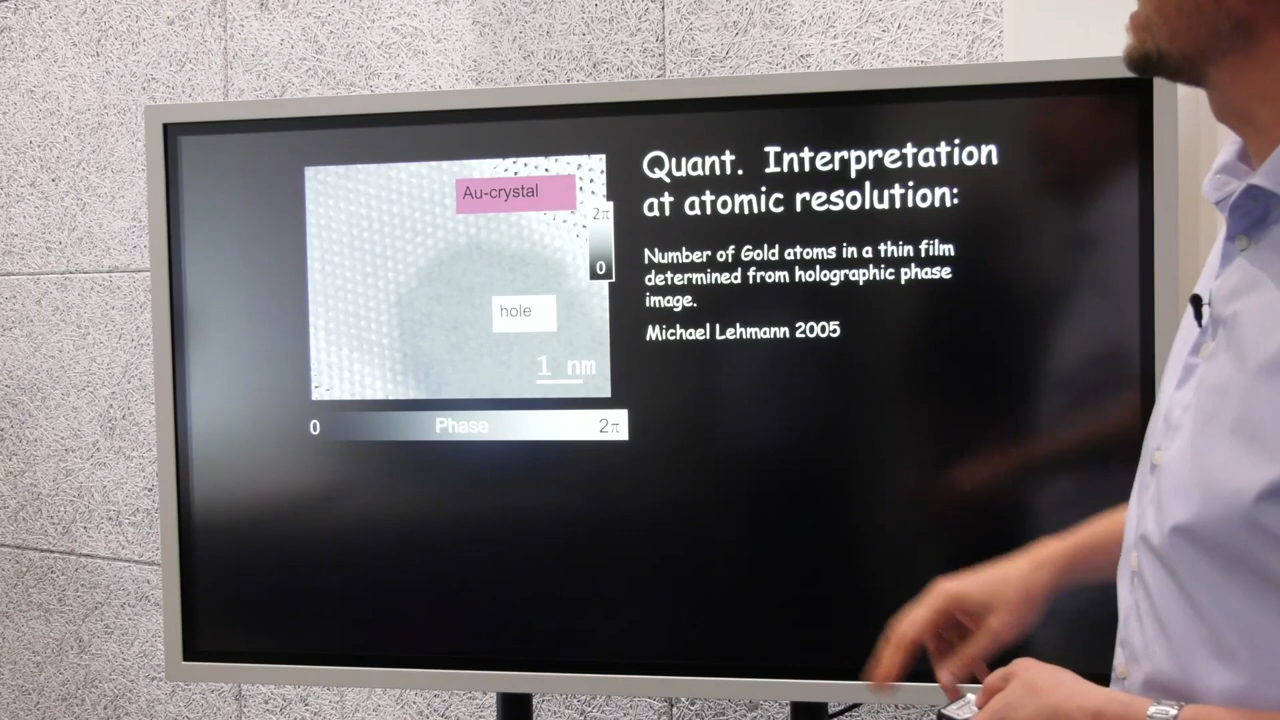 Quant. Interpretation
at atomic resolution:
Au-crystal
2π
0
hole
1 nm
0 Phase 2π
Number of Gold atoms in a thin film
determined from holographic phase
image.
Michael Lehmann 2005